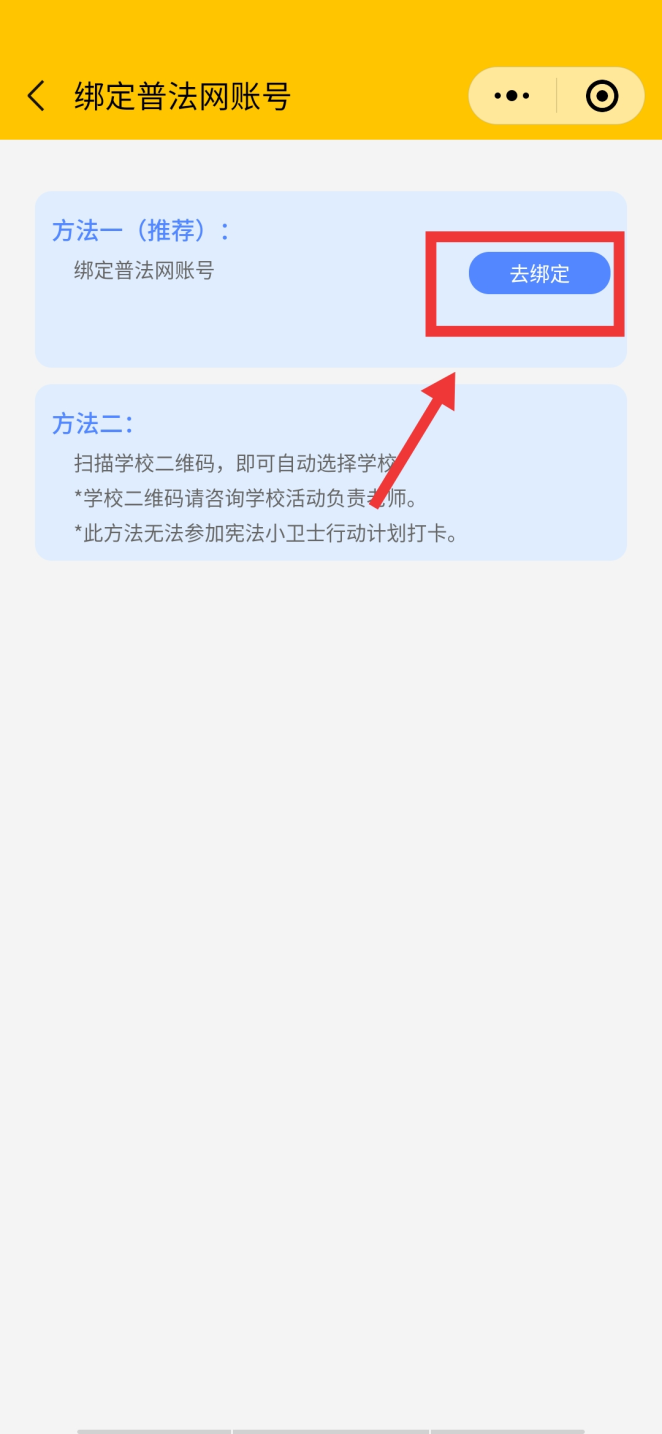 绑定普法网账号
方法一（推荐）：
绑定普法网账号
去绑定
方法二：
扫描学校二维码，即可自动选择学校
*学校二维码请咨询学校活动负责老师。
*此方法无法参加宪法小卫士行动计划打卡。